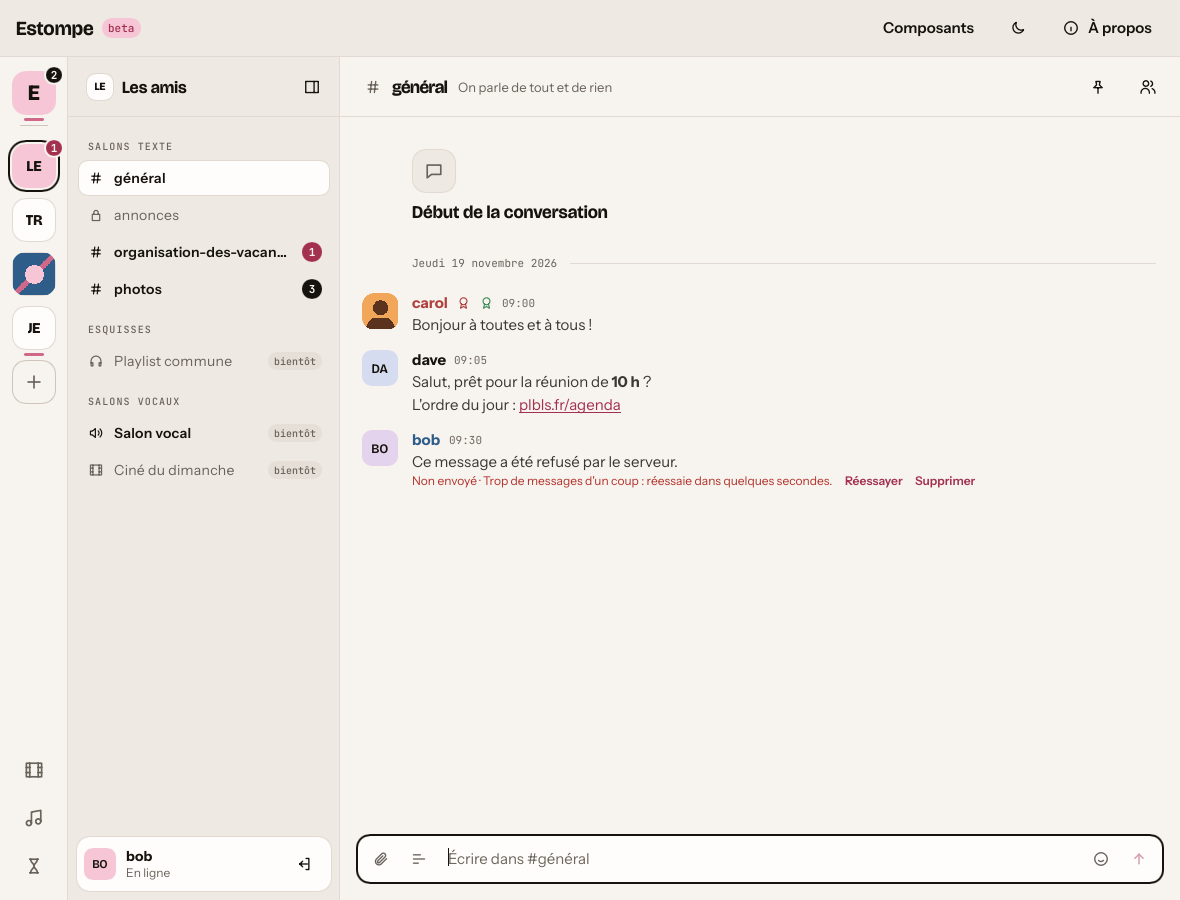 Estompe beta
Composants
À propos
E 2
LE 1
TR
JE
LE Les amis
SALONS TEXTE
# général
annonces
# organisation-des-vacan… 1
# photos 3
ESQUISSES
Playlist commune bientôt
SALONS VOCAUX
Salon vocal bientôt
Ciné du dimanche bientôt
BO bob
En ligne
# général On parle de tout et de rien
Début de la conversation
Jeudi 19 novembre 2026
carol 09:00
Bonjour à toutes et à tous !
DA dave 09:05
Salut, prêt pour la réunion de 10 h ?
L'ordre du jour : plbls.fr/agenda
BO bob 09:30
Ce message a été refusé par le serveur.
Non envoyé · Trop de messages d'un coup : réessaie dans quelques secondes. Réessayer Supprimer
Écrire dans #général